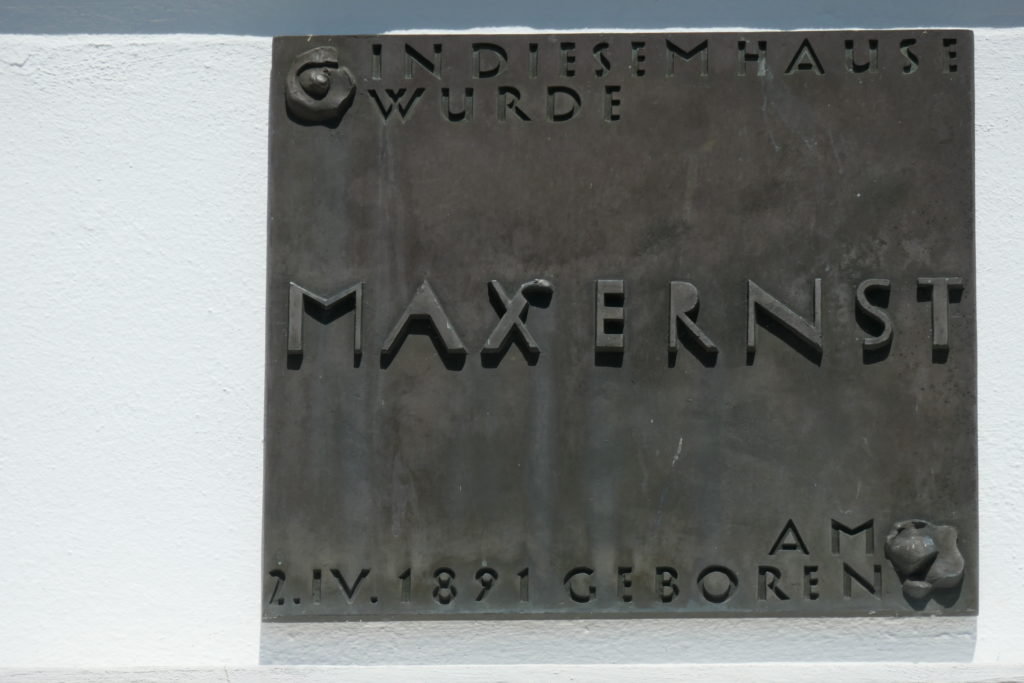 IN DIESEM HAUSE
WURDE
MAX ERNST
AM
2.IV. 1891 GEBOREN